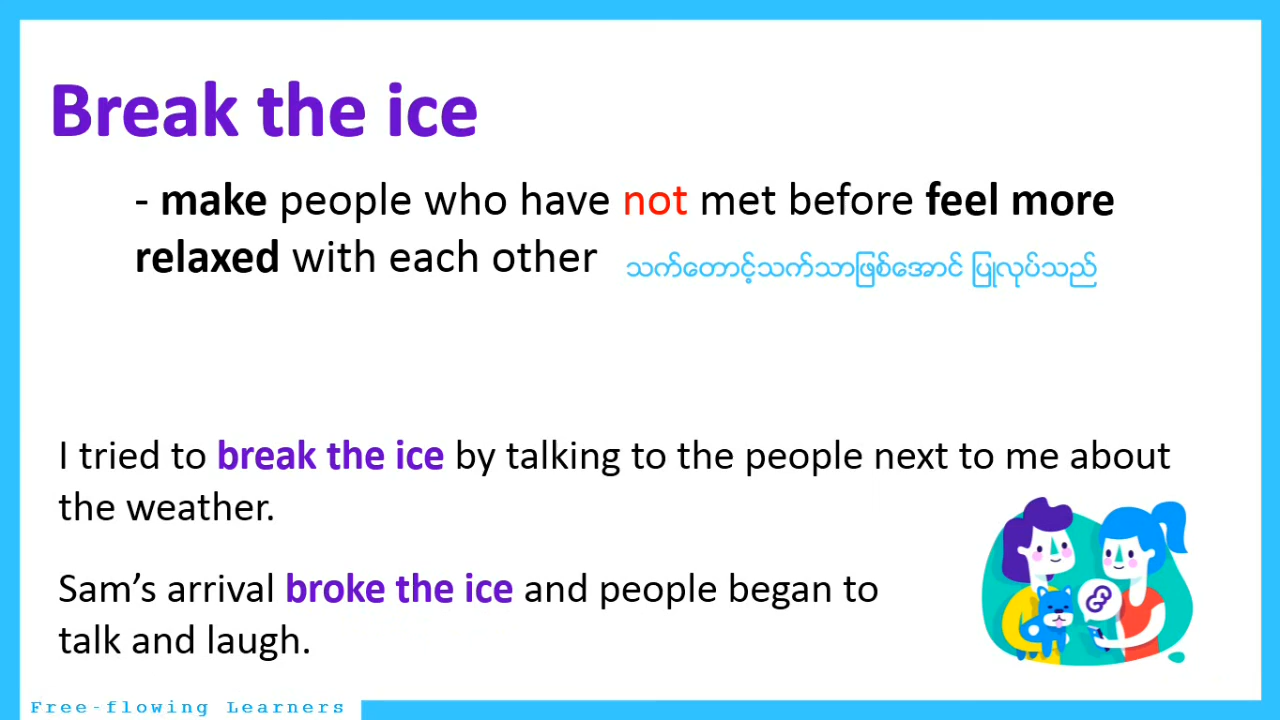 Break the ice
- make people who have not met before feel more
relaxed with each other သက်တောင့်သက်သာဖြစ်အောင် ပြုလုပ်သည်
I tried to break the ice by talking to the people next to me about
the weather.
Sam’s arrival broke the ice and people began to
talk and laugh.
Free-flowing Learners